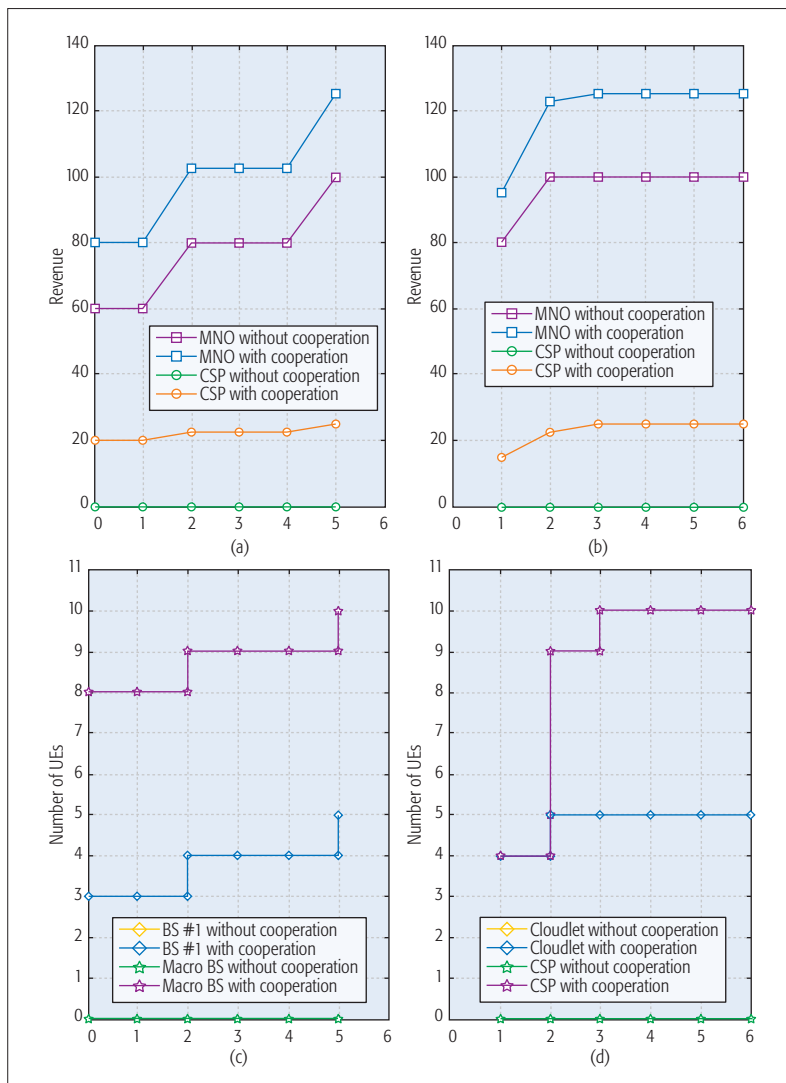 140
120
100
80
60
40
20
0
Revenue
MNO without cooperation
MNO with cooperation
CSP without cooperation
CSP with cooperation
0 1 2 3 4 5 6
(a)
140
120
100
80
60
40
20
0
Revenue
MNO without cooperation
MNO with cooperation
CSP without cooperation
CSP with cooperation
0 1 2 3 4 5 6
(b)
11
10
9
8
7
6
5
4
3
2
1
0
Number of UEs
BS #1 without cooperation
BS #1 with cooperation
Macro BS without cooperation
Macro BS with cooperation
0 1 2 3 4 5 6
(c)
11
10
9
8
7
6
5
4
3
2
1
0
Number of UEs
Cloudlet without cooperation
Cloudlet with cooperation
CSP without cooperation
CSP with cooperation
0 1 2 3 4 5 6
(d)